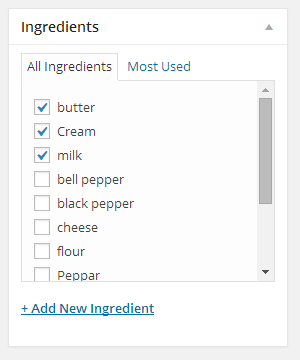 Ingredients
All Ingredients Most Used
butter
Cream
milk
bell pepper
black pepper
cheese
flour
Peppar
+ Add New Ingredient